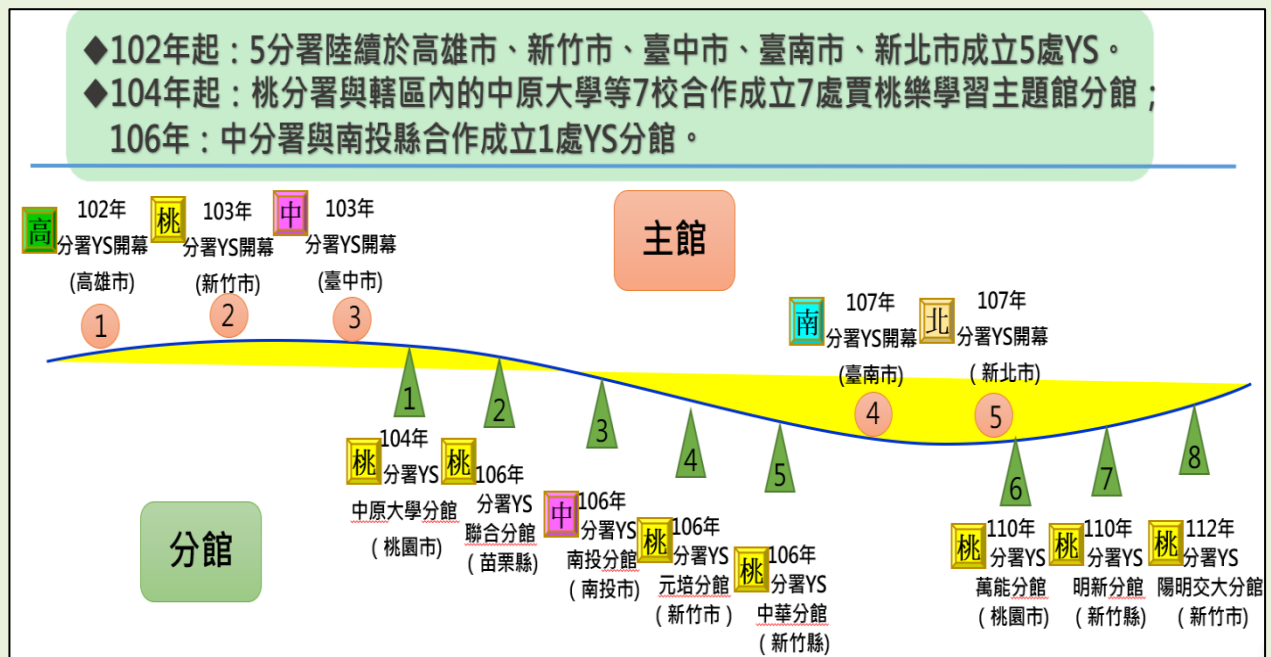 ◆102年起：5分署陸續於高雄市、新竹市、臺中市、臺南市、新北市成立5處YS。
◆104年起：桃分署與轄區內的中原大學等7校合作成立7處賈桃樂學習主題館分館；
106年：中分署與南投縣合作成立1處YS分館。
高
102年
分署YS開幕
(高雄市)
1
桃
103年
分署YS開幕
(新竹市)
2
中
103年
分署YS開幕
(臺中市)
3
主館
南
107年
分署YS開幕
(臺南市)
4
北
107年
分署YS開幕
(新北市)
5
分館
1
桃
104年
分署YS
中原大學分館
(桃園市)
2
桃
106年
分署YS
聯合分館
(苗栗縣)
3
中
106年
分署YS
南投分館
(南投市)
4
桃
106年
分署YS
元培分館
(新竹市)
5
桃
106年
分署YS
中華分館
(新竹縣)
6
桃
110年
分署YS
萬能分館
(桃園市)
7
桃
110年
分署YS
明新分館
(新竹縣)
8
桃
112年
分署YS
陽明交大分館
(新竹市)